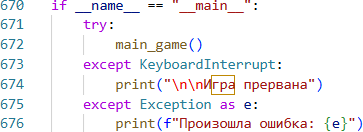 670 if __name__ == "__main__":
671     try:
672         main_game()
673     except KeyboardInterrupt:
674         print("\n\nИгра прервана")
675     except Exception as e:
676         print(f"Произошла ошибка: {e}")